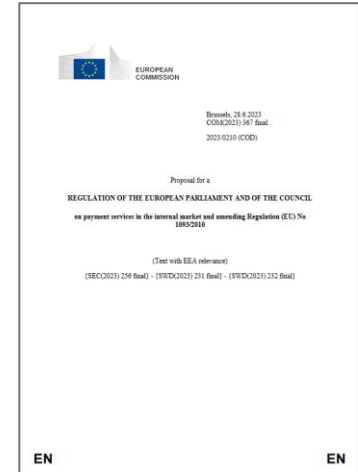 EUROPEAN
COMMISSION
Brussels, 28.6.2023
COM(2023) 367 final
2023/0210 (COD)
Proposal for a
REGULATION OF THE EUROPEAN PARLIAMENT AND OF THE COUNCIL
on payment services in the internal market and amending Regulation (EU) No
1093/2010
(Text with EEA relevance)
{SEC(2023) 256 final} - {SWD(2023) 231 final} - {SWD(2023) 232 final}
EN EN